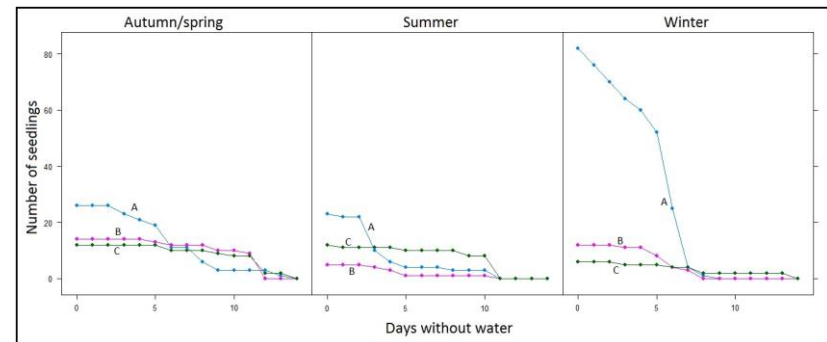 Autumn/spring
Summer
Winter
Number of seedlings
80
60
40
20
0
A
B
C
A
C
B
A
B
C
0
5
10
0
5
10
0
5
10
Days without water